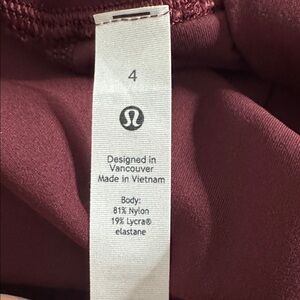 4
Designed in
Vancouver
Made in Vietnam
Body:
81% Nylon
19% Lycra®
elastane